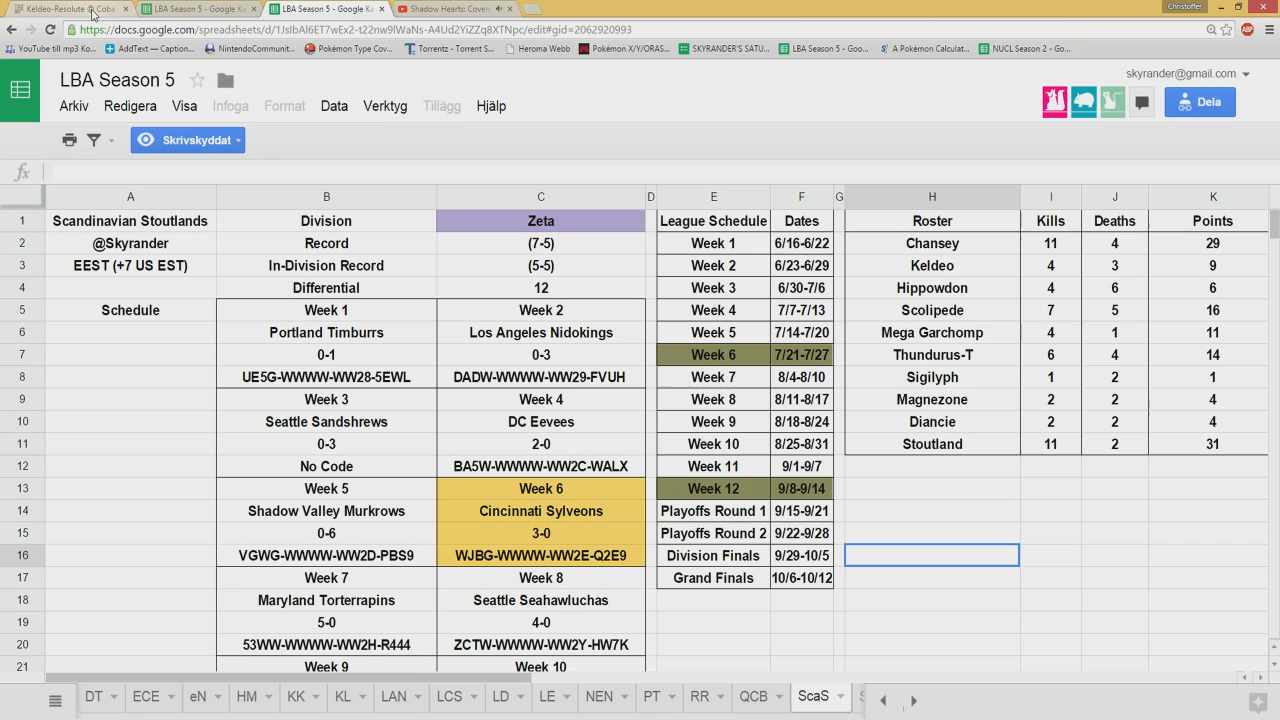 Keldeo-Resolute @ Coba
LBA Season 5 - Google Ka
LBA Season 5 - Google Ka
Shadow Hearts: Coven
Christoffer
https://docs.google.com/spreadsheets/d/1JsIbAl6ET7wEx2-t22nw9lWaNs-A4Ud2YiZZq8XTNpc/edit#gid=2062920993
YouTube till mp3 Ko...
AddText — Caption...
NintendoCommuni...
Pokémon Type Cov...
Torrentz - Torrent S...
Heroma Webb
Pokémon X/Y/ORAS...
SKYRANDER'S SATU...
LBA Season 5 - Goo...
A Pokémon Calculat...
NUCL Season 2 - Go...
LBA Season 5
skyrander@gmail.com
Arkiv Redigera Visa Infoga Format Data Verktyg Tillägg Hjälp
Dela
Skrivskyddat
fx
A B C D E F G H I J K
1 Scandinavian Stoutlands Division Zeta League Schedule Dates Roster Kills Deaths Points
2 @Skyrander Record (7-5) Week 1 6/16-6/22 Chansey 11 4 29
3 EEST (+7 US EST) In-Division Record (5-5) Week 2 6/23-6/29 Keldeo 4 3 9
4 Differential 12 Week 3 6/30-7/6 Hippowdon 4 6 6
5 Schedule Week 1 Week 2 Week 4 7/7-7/13 Scolipede 7 5 16
6 Portland Timburrs Los Angeles Nidokings Week 5 7/14-7/20 Mega Garchomp 4 1 11
7 0-1 0-3 Week 6 7/21-7/27 Thundurus-T 6 4 14
8 UE5G-WWWW-WW28-5EWL DADW-WWWW-WW29-FVUH Week 7 8/4-8/10 Sigilyph 1 2 1
9 Week 3 Week 4 Week 8 8/11-8/17 Magnezone 2 2 4
10 Seattle Sandshrews DC Eevees Week 9 8/18-8/24 Diancie 2 2 4
11 0-3 2-0 Week 10 8/25-8/31 Stoutland 11 2 31
12 No Code BA5W-WWWW-WW2C-WALX Week 11 9/1-9/7
13 Week 5 Week 6 Week 12 9/8-9/14
14 Shadow Valley Murkrows Cincinnati Sylveons Playoffs Round 1 9/15-9/21
15 0-6 3-0 Playoffs Round 2 9/22-9/28
16 VGWG-WWWW-WW2D-PBS9 WJBG-WWWW-WW2E-Q2E9 Division Finals 9/29-10/5
17 Week 7 Week 8 Grand Finals 10/6-10/12
18 Maryland Torterrapins Seattle Seahawluchas
19 5-0 4-0
20 53WW-WWWW-WW2H-R444 ZCTW-WWWW-WW2Y-HW7K
21 Week 9 Week 10
DT ECE eN HM KK KL LAN LCS LD LE NEN PT RR QCB ScaS